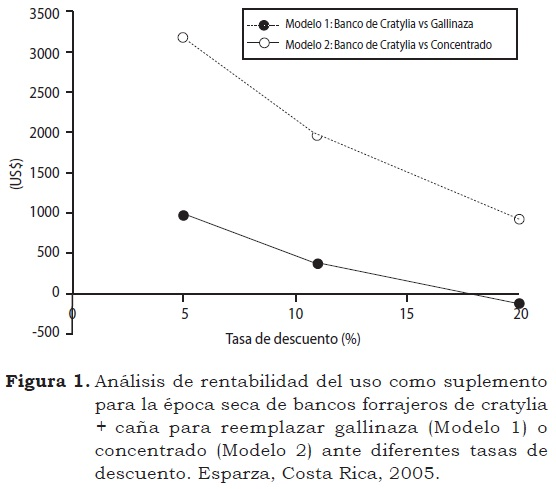 3500
3000
2500
2000
1500
1000
500
0
-500
(US$)
Modelo 1: Banco de Cratylia vs Gallinaza
Modelo 2: Banco de Cratylia vs Concentrado
0 5 10 15 20
Tasa de descuento (%)
Figura 1. Análisis de rentabilidad del uso como suplemento
para la época seca de bancos forrajeros de cratylia
+ caña para reemplazar gallinaza (Modelo 1) o
concentrado (Modelo 2) ante diferentes tasas de
descuento. Esparza, Costa Rica, 2005.